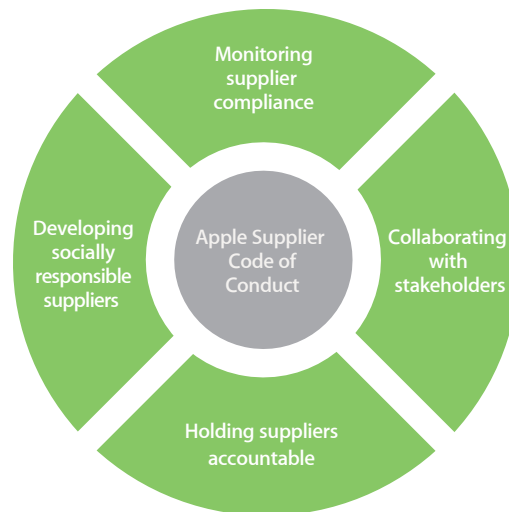 Monitoring
supplier
compliance
Developing
socially
responsible
suppliers
Apple Supplier
Code of
Conduct
Collaborating
with
stakeholders
Holding suppliers
accountable